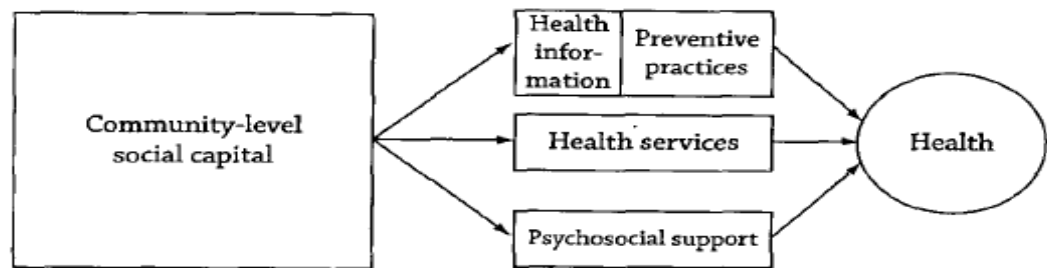 Community-level
social capital
Health
infor-
mation
Preventive
practices
Health services
Psychosocial support
Health